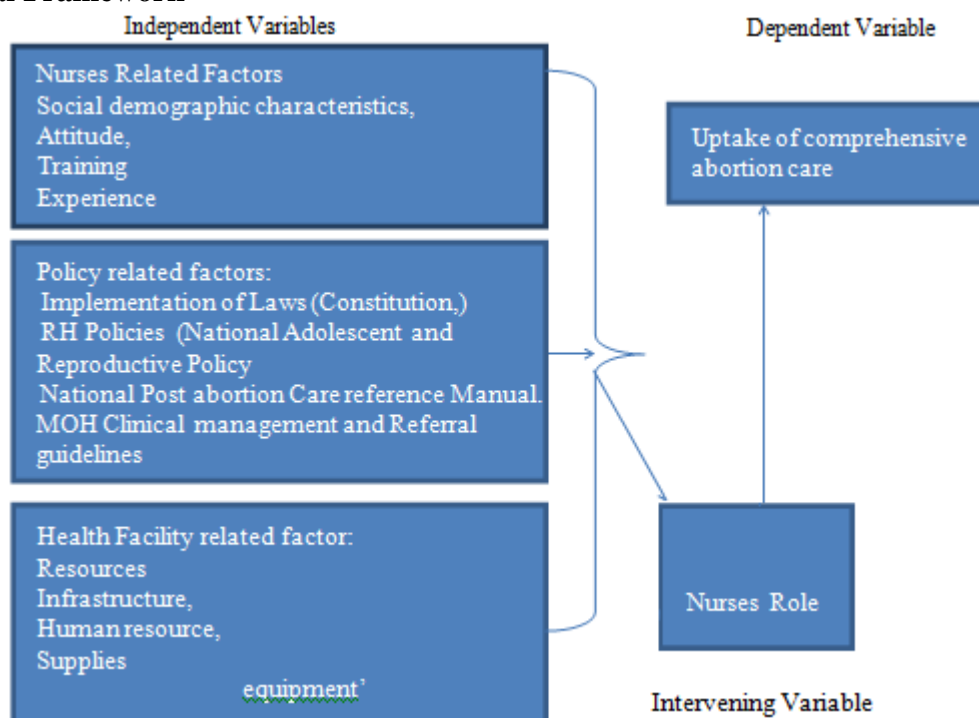 Independent Variables
Nurses Related Factors
Social demographic characteristics,
Attitude,
Training
Experience
Policy related factors:
Implementation of Laws (Constitution,)
RH Policies (National Adolescent and
Reproductive Policy
National Post abortion Care reference Manual.
MOH Clinical management and Referral
guidelines
Health Facility related factor:
Resources
Infrastructure,
Human resource,
Supplies
equipment’
Dependent Variable
Uptake of comprehensive
abortion care
Nurses Role
Intervening Variable